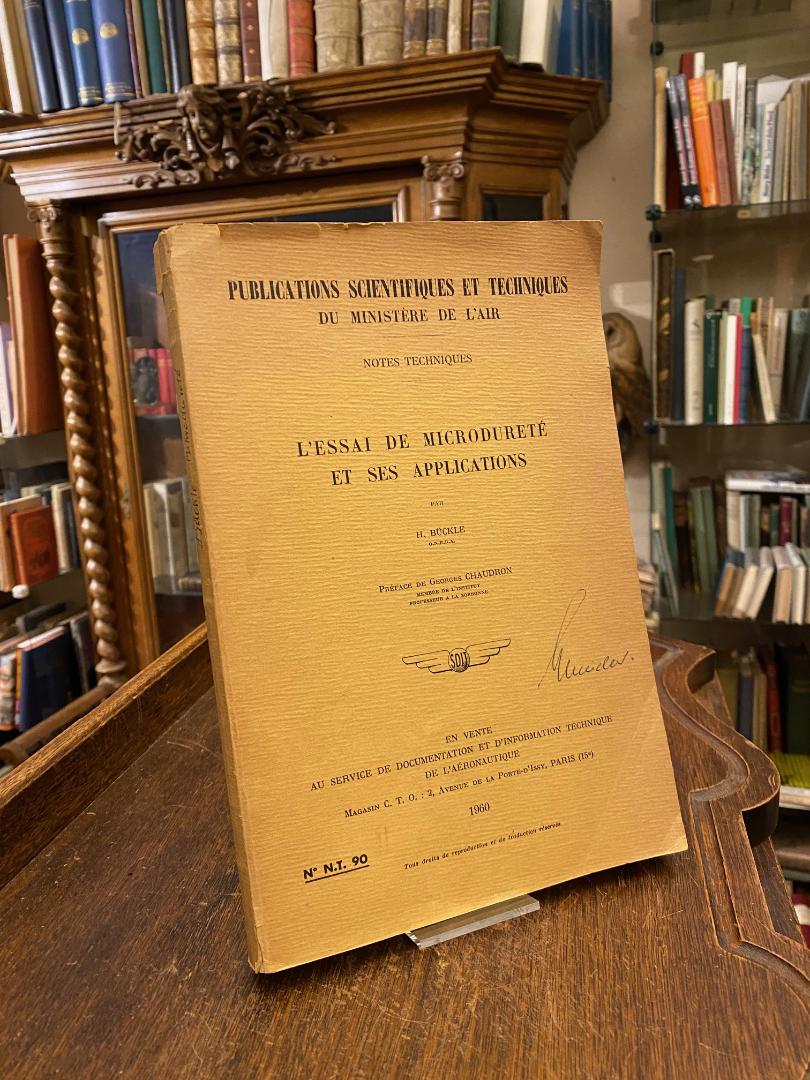 PUBLICATIONS SCIENTIFIQUES ET TECHNIQUES
DU MINISTÈRE DE L'AIR
NOTES TECHNIQUES
L'ESSAI DE MICRODURETÉ
ET SES APPLICATIONS
PAR
H. BÜCKLE
O.N.E.R.A.
PRÉFACE DE GEORGES CHAUDRON
MEMBRE DE L'INSTITUT
PROFESSEUR A LA SORBONNE
SDIT
EN VENTE
AU SERVICE DE DOCUMENTATION ET D'INFORMATION TECHNIQUE
DE L'AÉRONAUTIQUE
MAGASIN C. T. O. : 2, AVENUE DE LA PORTE-D'ISSY, PARIS (15e)
1960
N° N.T. 90
Tous droits de reproduction et de traduction réservés